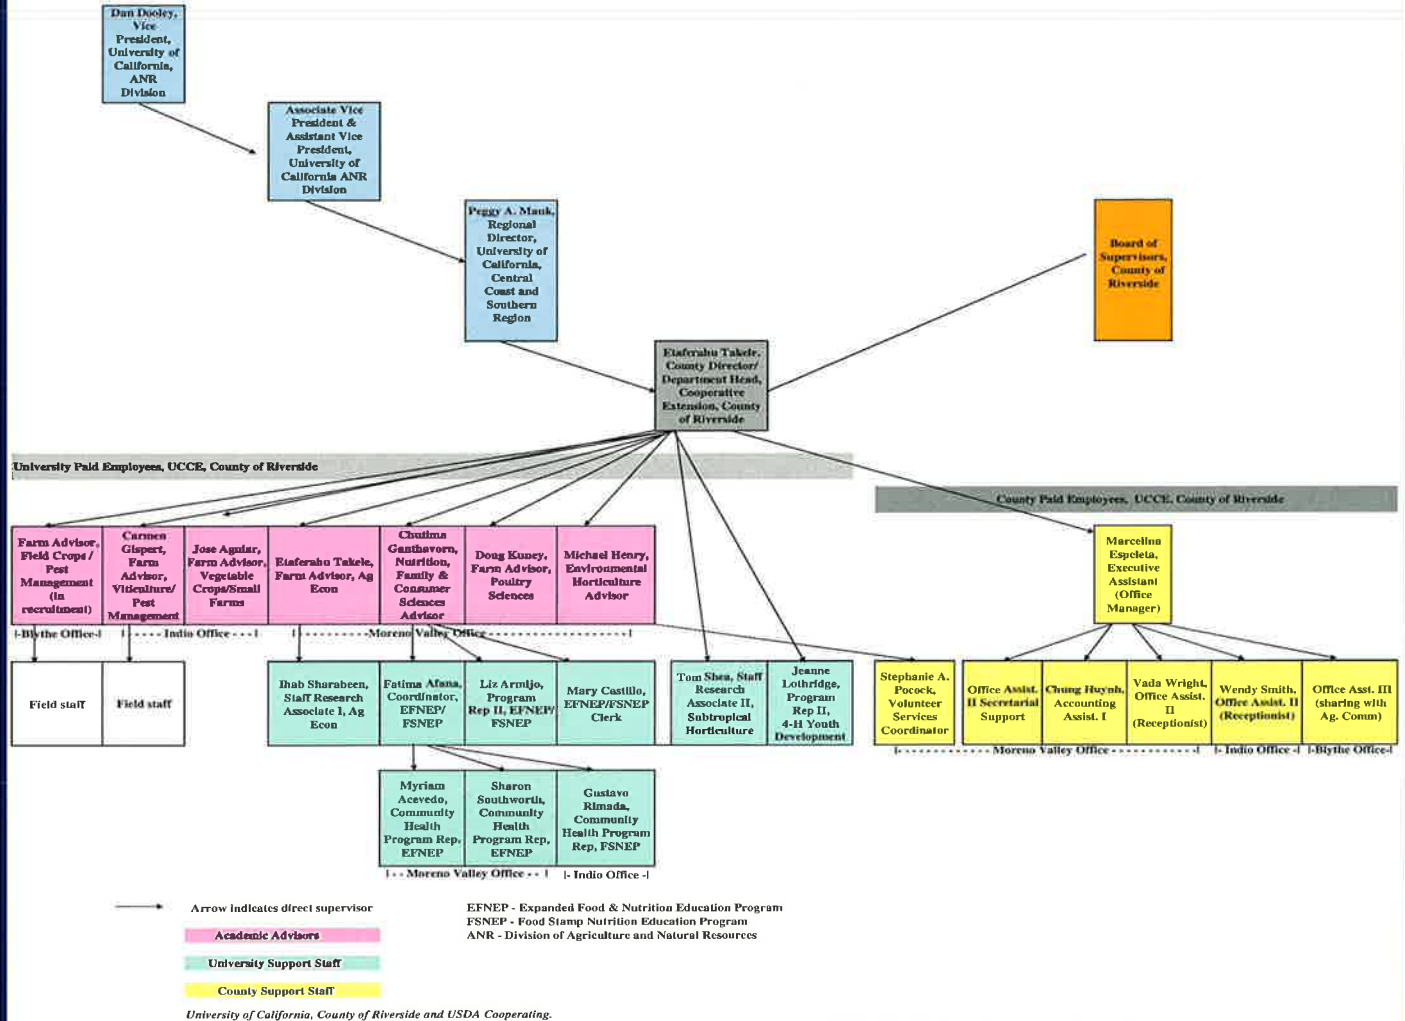 Dan Dooley,
Vice
President,
University of
California,
ANR
Division
Associate Vice
President &
Assistant Vice
President,
University of
California ANR
Division
Peggy A. Mauk,
Regional
Director,
University of
California,
Central
Coast and
Southern
Region
Board of
Supervisors,
County of
Riverside
Etaferahu Takele,
County Director/
Department Head,
Cooperative
Extension, County
of Riverside
University Paid Employees, UCCE, County of Riverside
County Paid Employees, UCCE, County of Riverside
Farm Advisor,
Field Crops /
Pest
Management
(in
recruitment)
Carmen
Gispert,
Farm
Advisor,
Viticulture/
Pest
Management
Jose Aguiar,
Farm Advisor,
Vegetable
Crops/Small
Farms
Etaferahu Takele,
Farm Advisor, Ag
Econ
Chutima
Ganthavorn,
Nutrition,
Family &
Consumer
Sciences
Advisor
Doug Kuney,
Farm Advisor,
Poultry
Sciences
Michael Henry,
Environmental
Horticulture
Advisor
Marcelina
Espeleta,
Executive
Assistant
(Office
Manager)
|-Blythe Office-|
|-----Indio Office---|
|----------Moreno Valley Office-------------------|
Field staff
Field staff
Ihab Sharabeen,
Staff Research
Associate I, Ag
Econ
Fatima Afana,
Coordinator,
EFNEP/
FSNEP
Liz Armijo,
Program
Rep II, EFNEP/
FSNEP
Mary Castillo,
EFNEP/FSNEP
Clerk
Tom Shea, Staff
Research
Associate II,
Subtropical
Horticulture
Jeanne
Lothridge,
Program
Rep II,
4-H Youth
Development
Stephanie A.
Pocock,
Volunteer
Services
Coordinator
Office Assist.
II Secretarial
Support
Chung Huynh,
Accounting
Assist. I
Vada Wright,
Office Assist.
II
(Receptionist)
Wendy Smith,
Office Assist. II
(Receptionist)
Office Asst. III
(sharing with
Ag. Comm)
|------------Moreno Valley Office------------|
|- Indio Office -|
|-Blythe Office-|
Myriam
Acevedo,
Community
Health
Program Rep,
EFNEP
Sharon
Southworth,
Community
Health
Program Rep,
EFNEP
Gustavo
Rimada,
Community
Health Program
Rep, FSNEP
|-- Moreno Valley Office --|
|- Indio Office -|
Arrow indicates direct supervisor
Academic Advisors
University Support Staff
County Support Staff
EFNEP - Expanded Food & Nutrition Education Program
FSNEP - Food Stamp Nutrition Education Program
ANR - Division of Agriculture and Natural Resources
University of California, County of Riverside and USDA Cooperating.